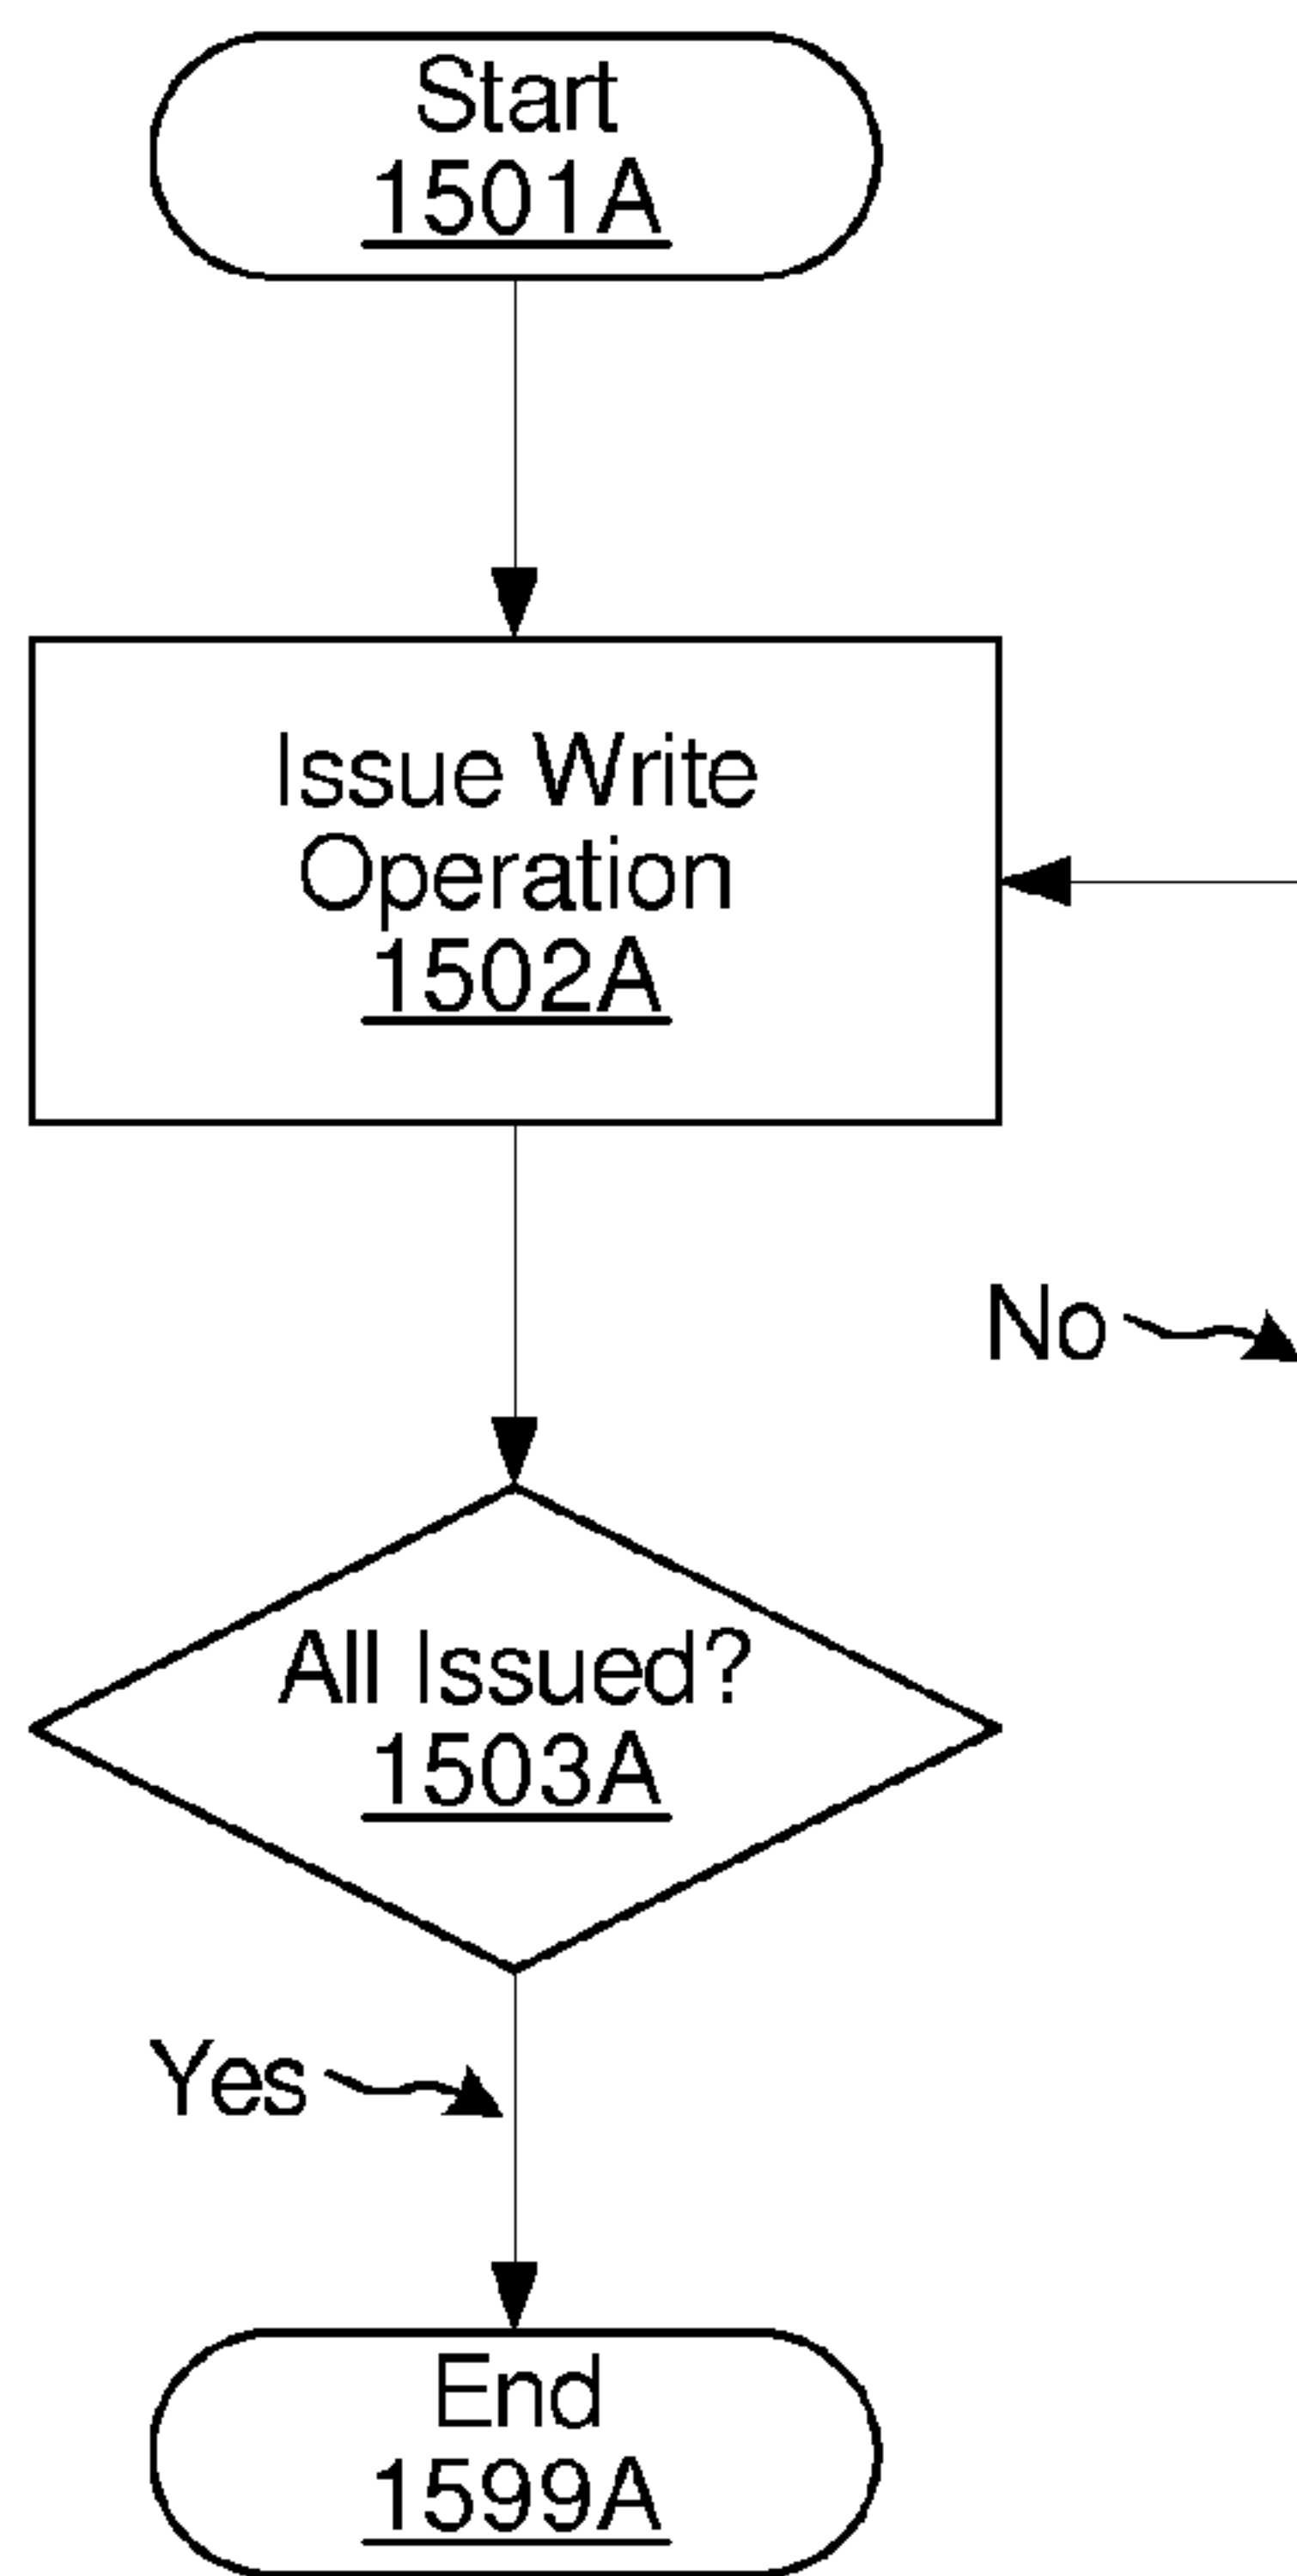 Start
1501A
Issue Write
Operation
1502A
No
All Issued?
1503A
Yes
End
1599A